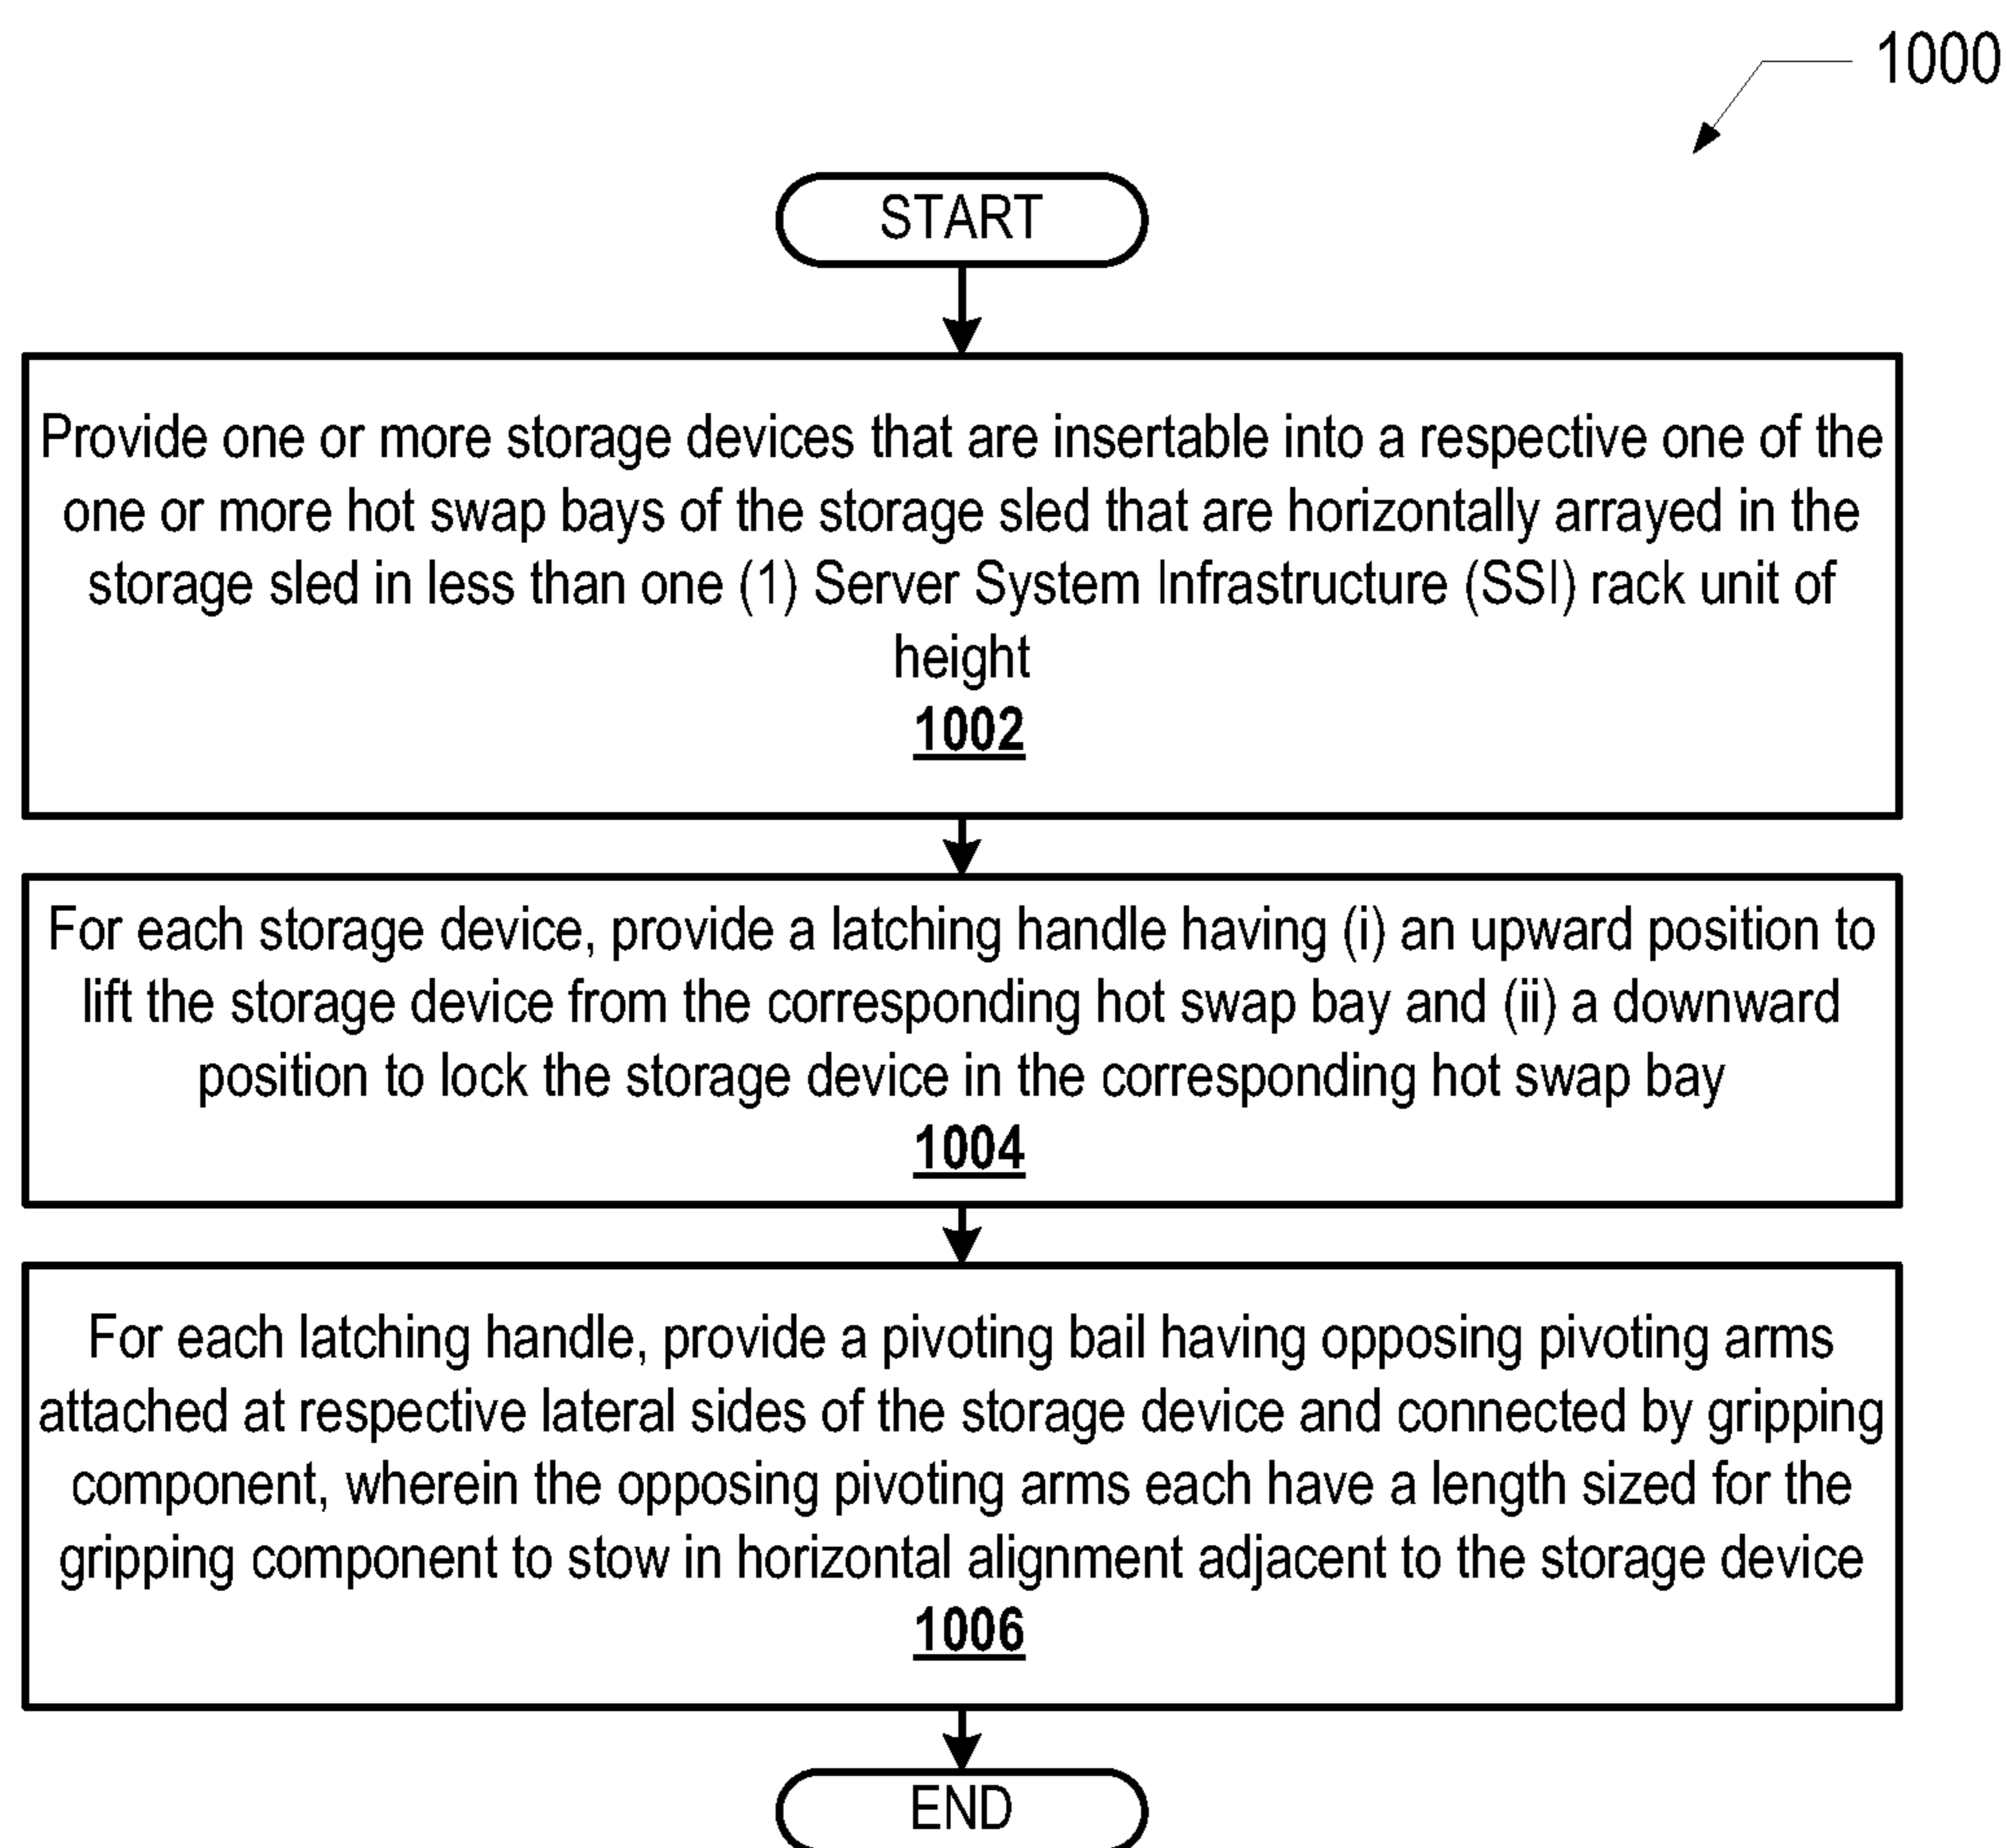 1000
START
Provide one or more storage devices that are insertable into a respective one of the
one or more hot swap bays of the storage sled that are horizontally arrayed in the
storage sled in less than one (1) Server System Infrastructure (SSI) rack unit of
height
1002
For each storage device, provide a latching handle having (i) an upward position to
lift the storage device from the corresponding hot swap bay and (ii) a downward
position to lock the storage device in the corresponding hot swap bay
1004
For each latching handle, provide a pivoting bail having opposing pivoting arms
attached at respective lateral sides of the storage device and connected by gripping
component, wherein the opposing pivoting arms each have a length sized for the
gripping component to stow in horizontal alignment adjacent to the storage device
1006
END